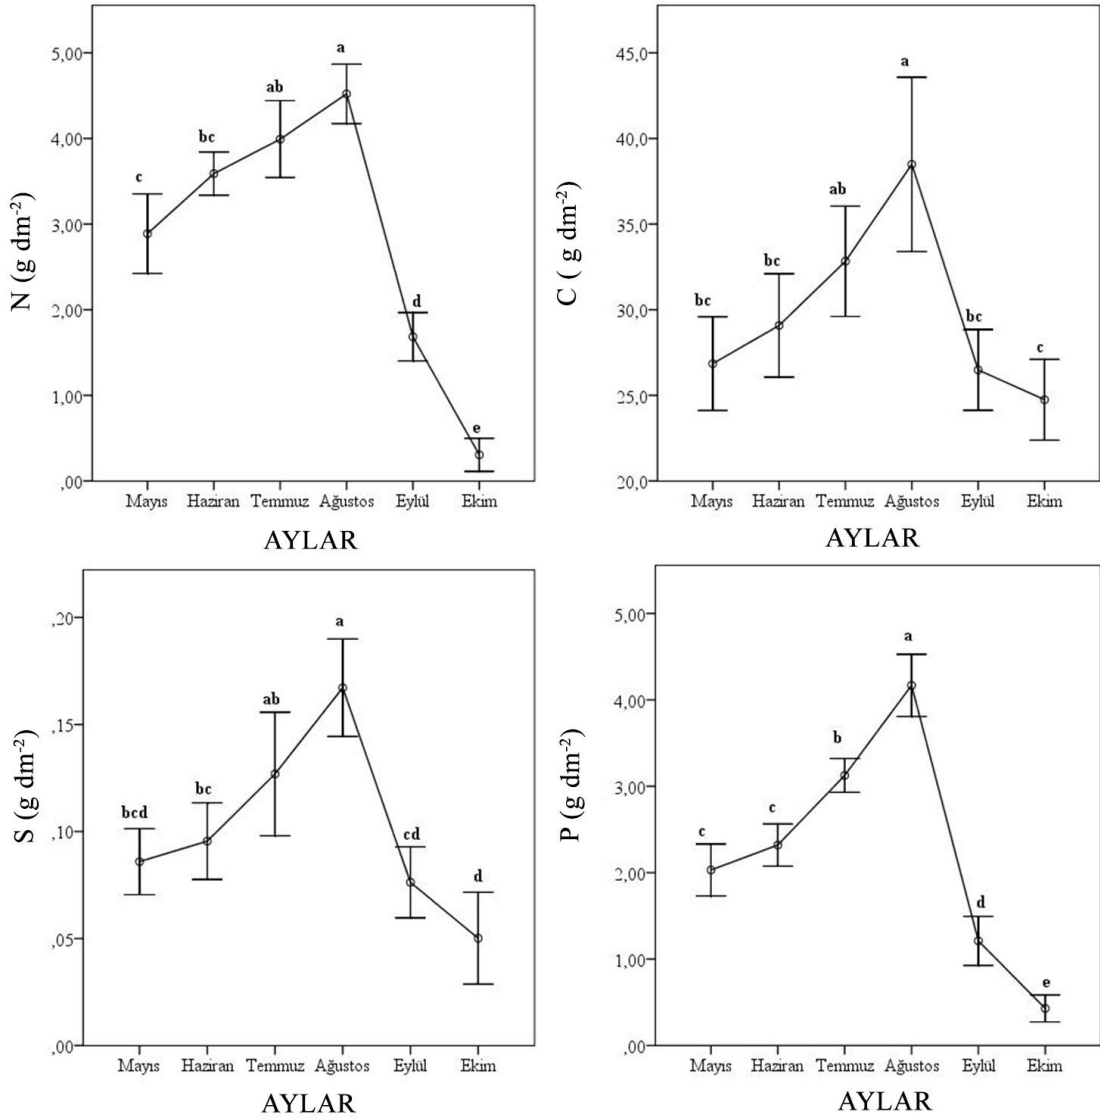 N (g dm-2)
5,00
4,00
3,00
2,00
1,00
,00
c
bc
ab
a
d
e
Mayıs Haziran Temmuz Ağustos Eylül Ekim
AYLAR
C ( g dm-2)
45,0
40,0
35,0
30,0
25,0
20,0
bc
bc
ab
a
bc
c
Mayıs Haziran Temmuz Ağustos Eylül Ekim
AYLAR
S (g dm-2)
,20
,15
,10
,05
,00
bcd
bc
ab
a
cd
d
Mayıs Haziran Temmuz Ağustos Eylül Ekim
AYLAR
P (g dm-2)
5,00
4,00
3,00
2,00
1,00
,00
c
c
b
a
d
e
Mayıs Haziran Temmuz Ağustos Eylül Ekim
AYLAR